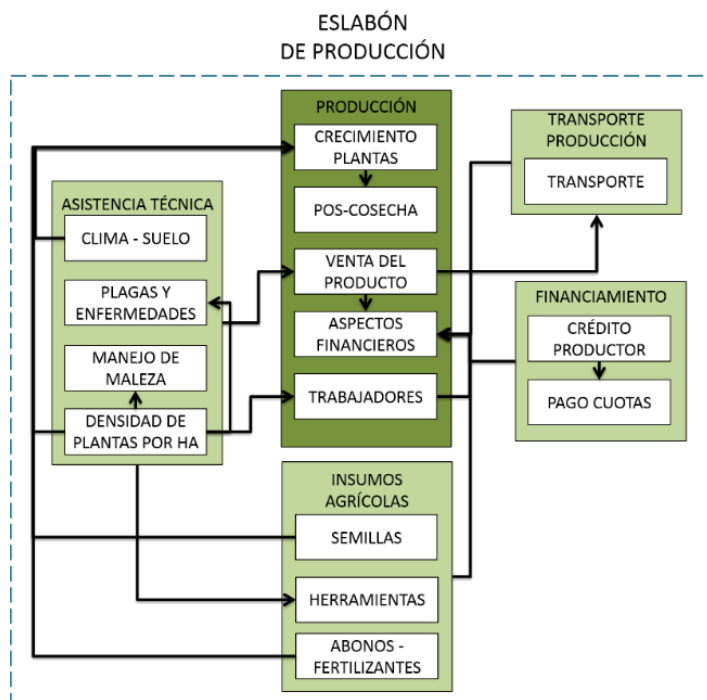 ESLABÓN
DE PRODUCCIÓN
PRODUCCIÓN
CRECIMIENTO
PLANTAS
POS-COSECHA
VENTA DEL
PRODUCTO
ASPECTOS
FINANCIEROS
TRABAJADORES
ASISTENCIA TÉCNICA
CLIMA - SUELO
PLAGAS Y
ENFERMEDADES
MANEJO DE
MALEZA
DENSIDAD DE
PLANTAS POR HA
TRANSPORTE
PRODUCCIÓN
TRANSPORTE
FINANCIAMIENTO
CRÉDITO
PRODUCTOR
PAGO CUOTAS
INSUMOS
AGRÍCOLAS
SEMILLAS
HERRAMIENTAS
ABONOS -
FERTILIZANTES